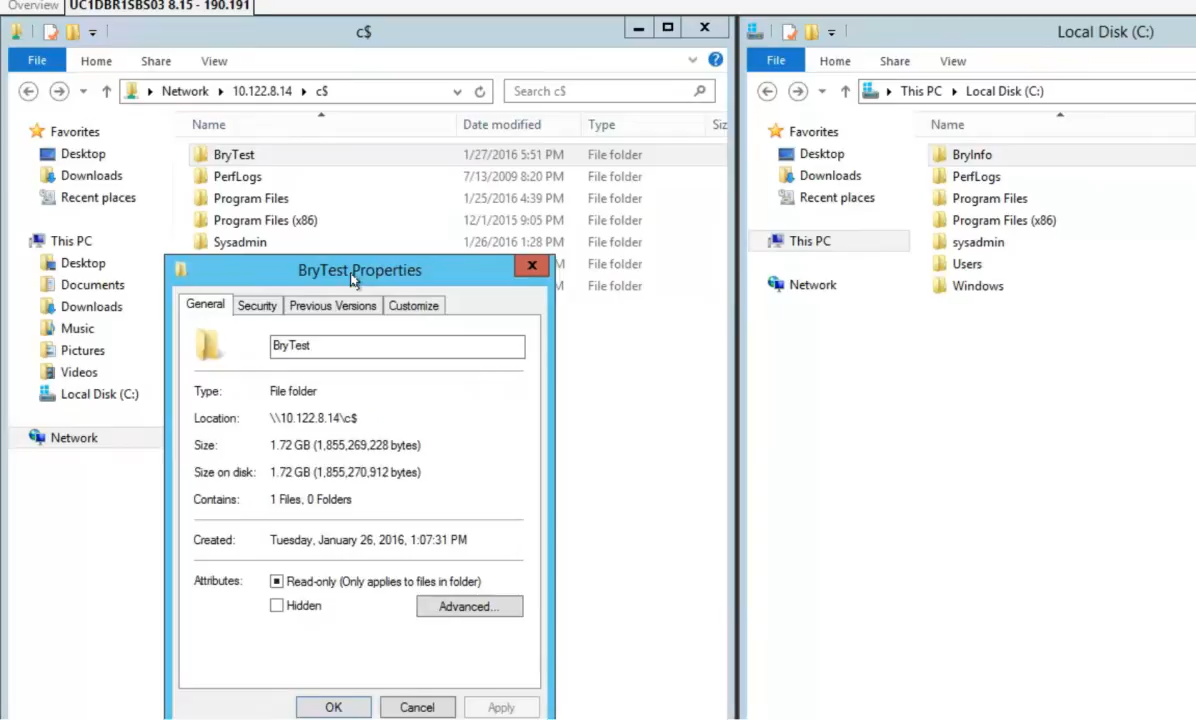 Overview UC1DBR1SBS03 8.15 - 190.191
c$
File Home Share View
Network 10.122.8.14 c$
Search c$
Name Date modified Type Siz
Favorites
Desktop
Downloads
Recent places
This PC
Desktop
Documents
Downloads
Music
Pictures
Videos
Local Disk (C:)
Network
BryTest 1/27/2016 5:51 PM File folder
PerfLogs 7/13/2009 8:20 PM File folder
Program Files 1/25/2016 4:39 PM File folder
Program Files (x86) 12/1/2015 9:05 PM File folder
Sysadmin 1/26/2016 1:28 PM File folder
M File folder
M File folder
BryTest Properties
General Security Previous Versions Customize
BryTest
Type: File folder
Location: \\10.122.8.14\c$
Size: 1.72 GB (1,855,269,228 bytes)
Size on disk: 1.72 GB (1,855,270,912 bytes)
Contains: 1 Files, 0 Folders
Created: Tuesday, January 26, 2016, 1:07:31 PM
Attributes: Read-only (Only applies to files in folder)
Hidden
Advanced...
OK Cancel Apply
Local Disk (C:)
File Home Share View
This PC Local Disk (C:)
Name
Favorites
Desktop
Downloads
Recent places
This PC
Network
BryInfo
PerfLogs
Program Files
Program Files (x86)
sysadmin
Users
Windows